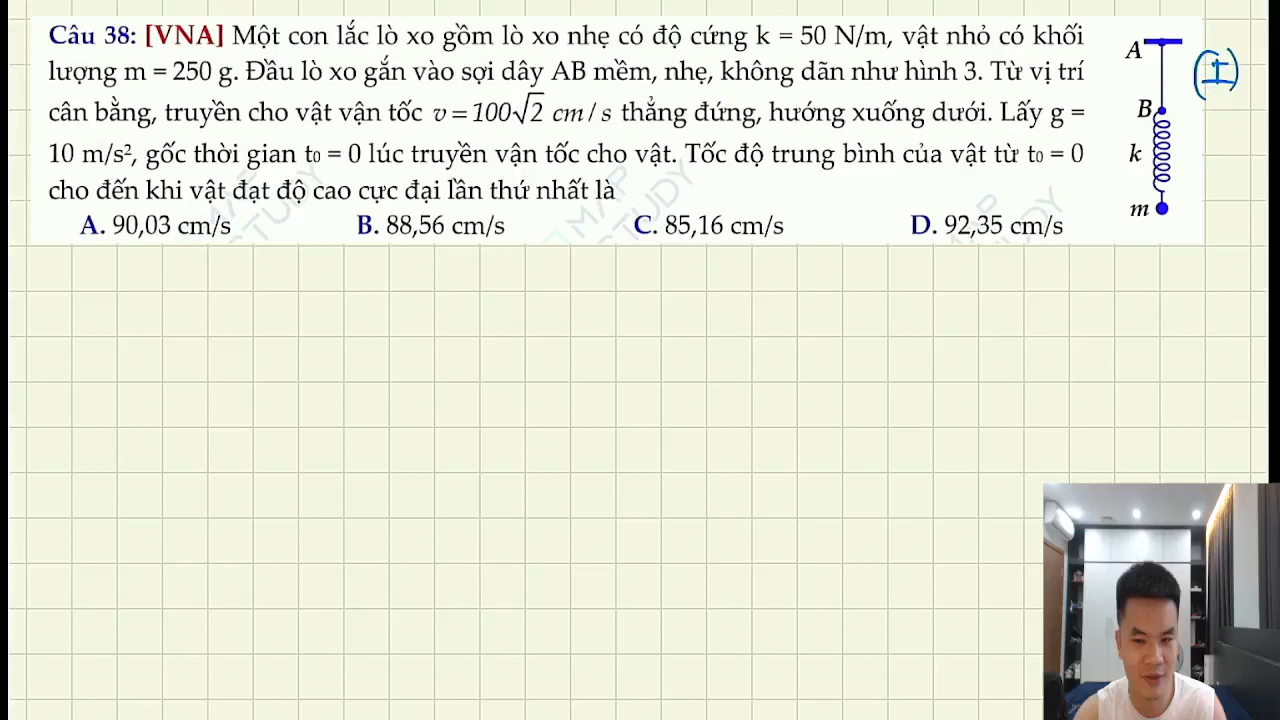 Câu 38: [VNA] Một con lắc lò xo gồm lò xo nhẹ có độ cứng k = 50 N/m, vật nhỏ có khối
lượng m = 250 g. Đầu lò xo gắn vào sợi dây AB mềm, nhẹ, không dãn như hình 3. Từ vị trí
cân bằng, truyền cho vật vận tốc v = 100√2 cm / s thẳng đứng, hướng xuống dưới. Lấy g =
10 m/s², gốc thời gian t₀ = 0 lúc truyền vận tốc cho vật. Tốc độ trung bình của vật từ t₀ = 0
cho đến khi vật đạt độ cao cực đại lần thứ nhất là
A. 90,03 cm/s B. 88,56 cm/s C. 85,16 cm/s D. 92,35 cm/s
A
(I)
B
k
m
MAP
STUDY